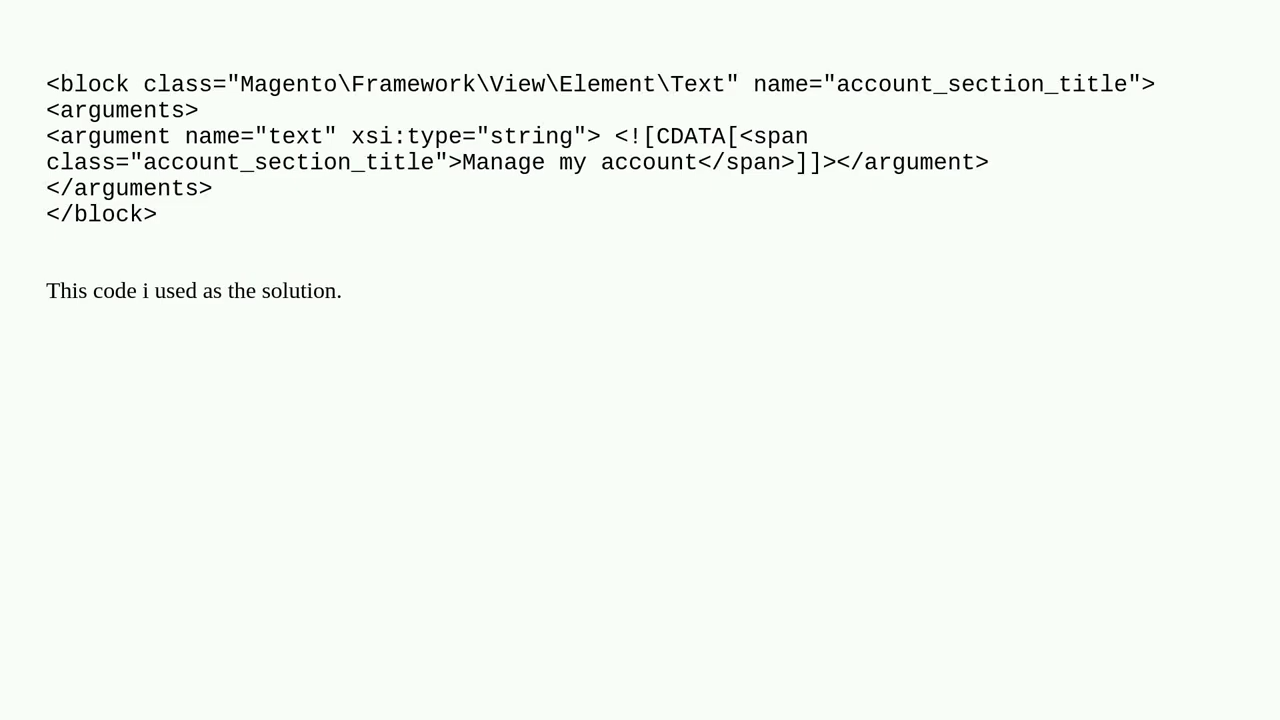 <block class="Magento\Framework\View\Element\Text" name="account_section_title">
<arguments>
<argument name="text" xsi:type="string"> <![CDATA[<span
class="account_section_title">Manage my account</span>]]></argument>
</arguments>
</block>
This code i used as the solution.